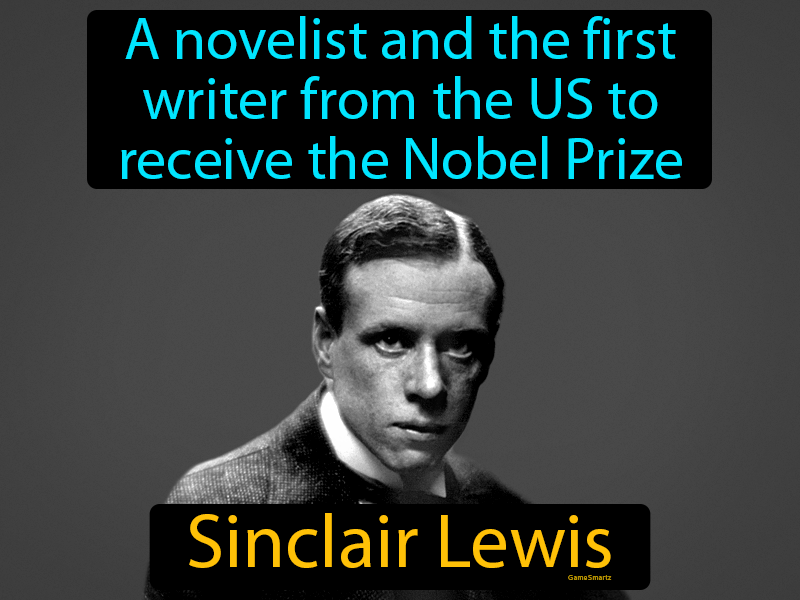 A novelist and the first
writer from the US to
receive the Nobel Prize
Sinclair Lewis
GameSmartz